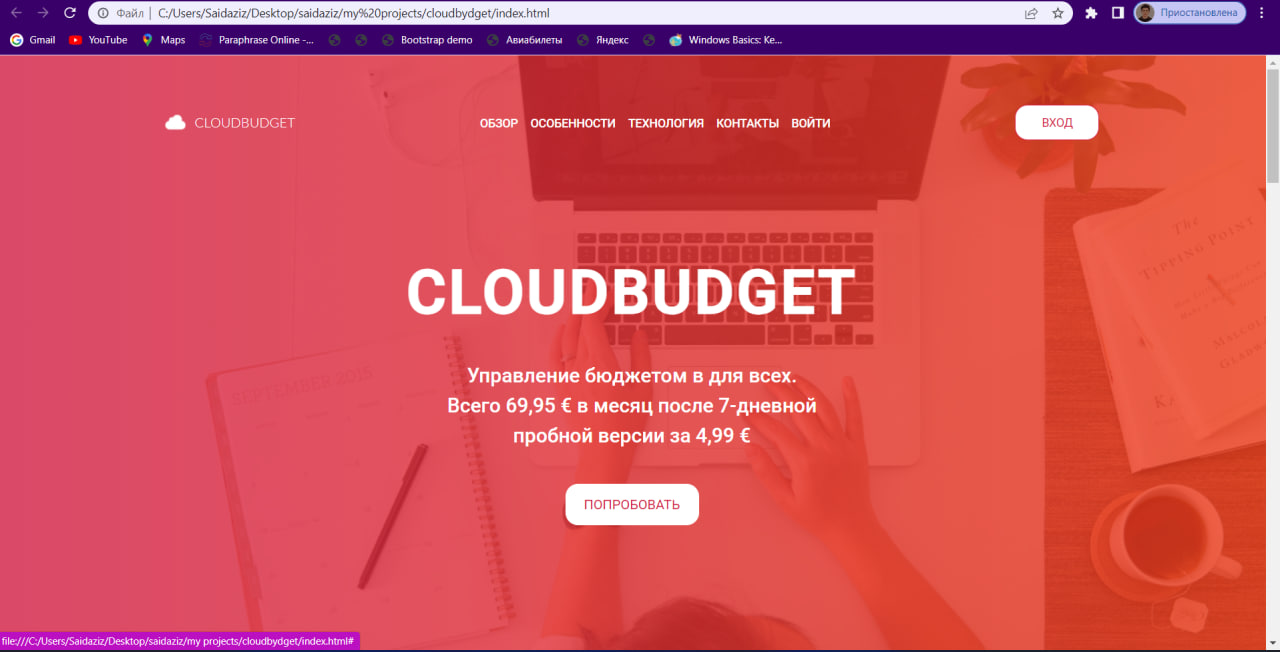 Файл
C:/Users/Saidaziz/Desktop/saidaziz/my%20projects/cloudbydget/index.html
Приостановлена
Gmail
YouTube
Maps
Paraphrase Online -...
Bootstrap demo
Авиабилеты
Яндекс
Windows Basics: Ke...
CLOUDBUDGET
ОБЗОР ОСОБЕННОСТИ ТЕХНОЛОГИЯ КОНТАКТЫ ВОЙТИ
ВХОД
The
TIPPING POINT
CLOUDBUDGET
SEPTEMBER 2015
Управление бюджетом в для всех.
Всего 69,95 € в месяц после 7-дневной
пробной версии за 4,99 €
ПОПРОБОВАТЬ
file:///C:/Users/Saidaziz/Desktop/saidaziz/my projects/cloudbydget/index.html#